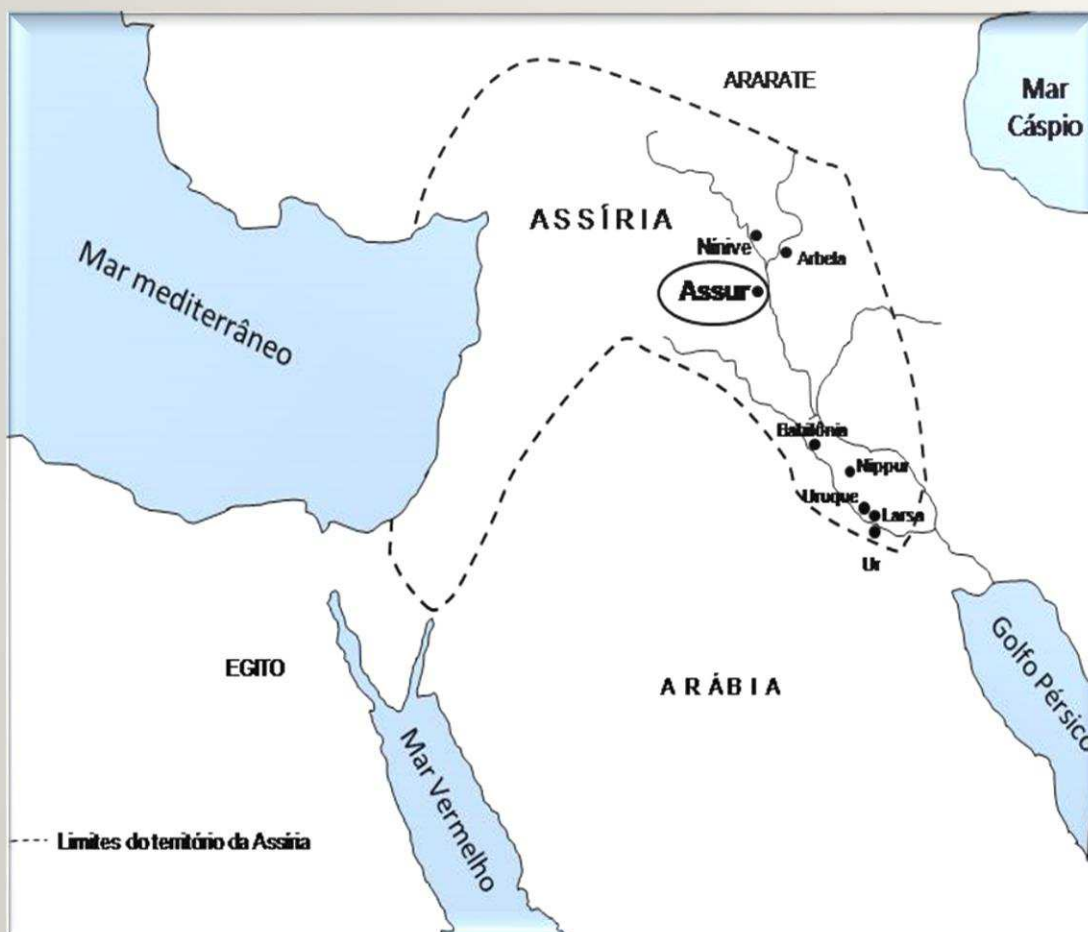 ARARATE
Mar
Cáspio
ASSÍRIA
Nínive
Arbela
Assur
Mar mediterrâneo
Babilônia
Nippur
Uruque
Larsa
Ur
Golfo Pérsico
EGITO
ARÁBIA
Mar Vermelho
Limites do território da Assíria